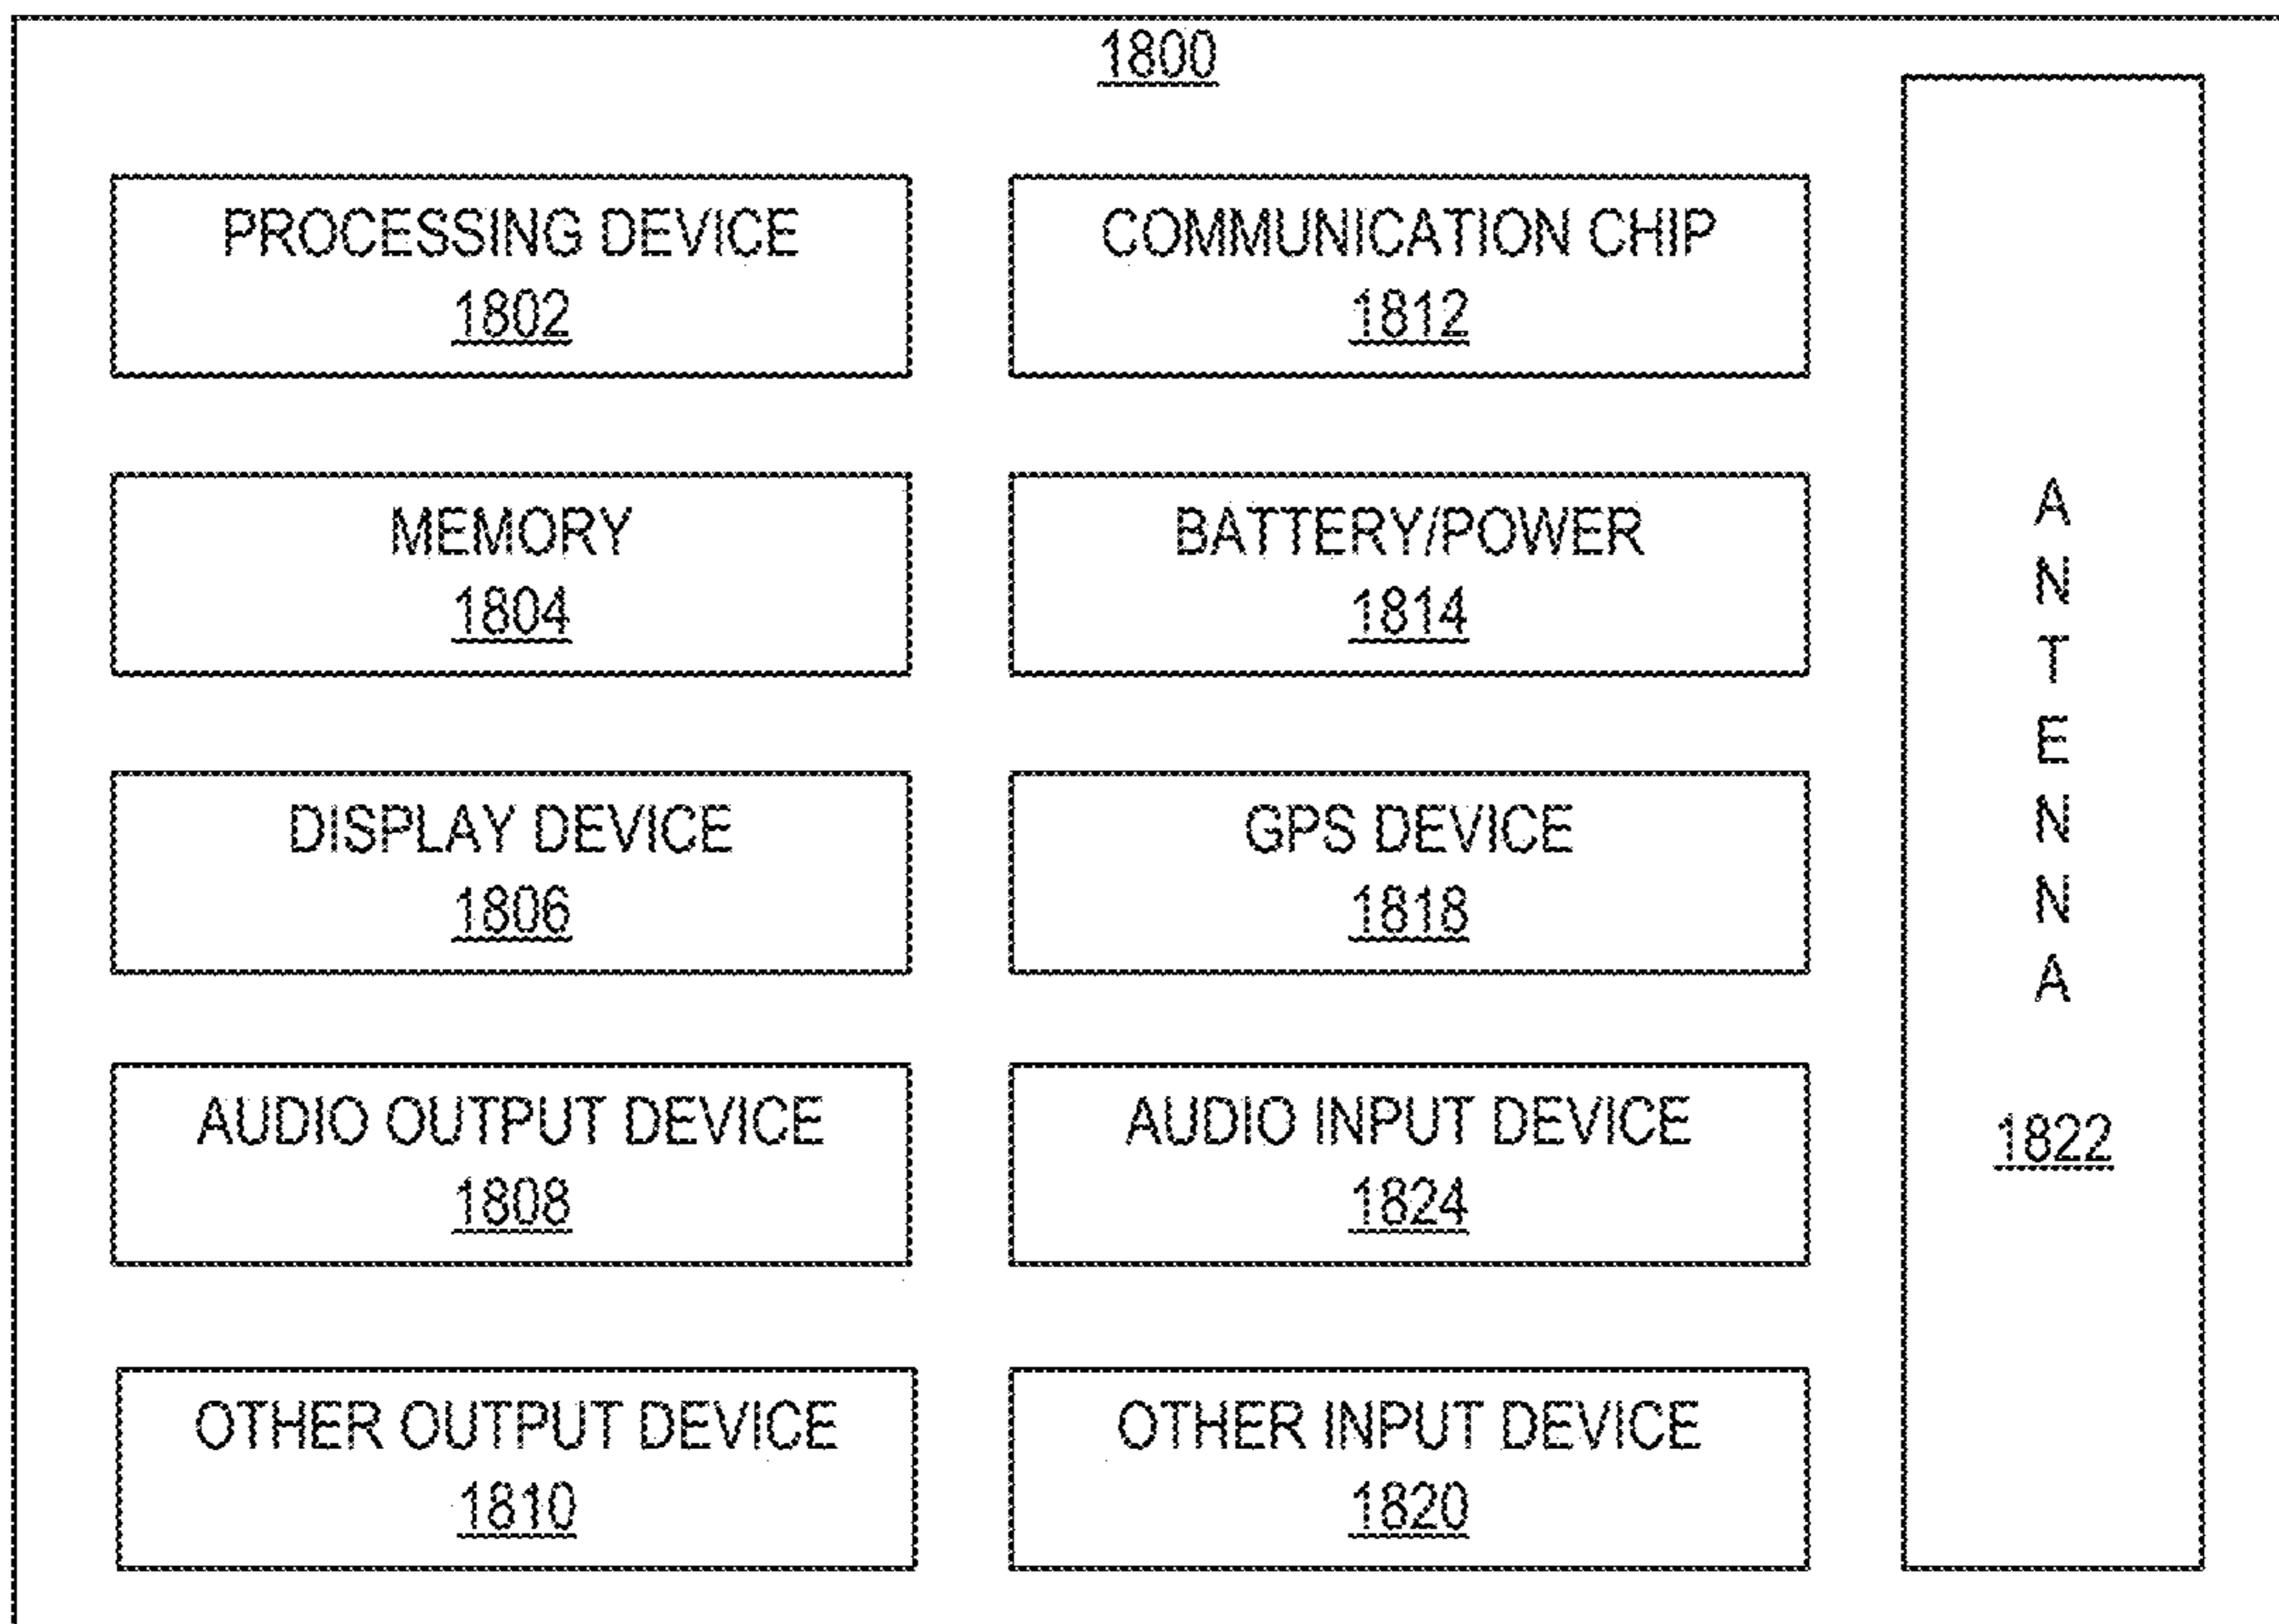 1800
PROCESSING DEVICE
1802
COMMUNICATION CHIP
1812
MEMORY
1804
BATTERY/POWER
1814
DISPLAY DEVICE
1806
GPS DEVICE
1818
AUDIO OUTPUT DEVICE
1808
AUDIO INPUT DEVICE
1824
OTHER OUTPUT DEVICE
1810
OTHER INPUT DEVICE
1820
ANTENNA
1822